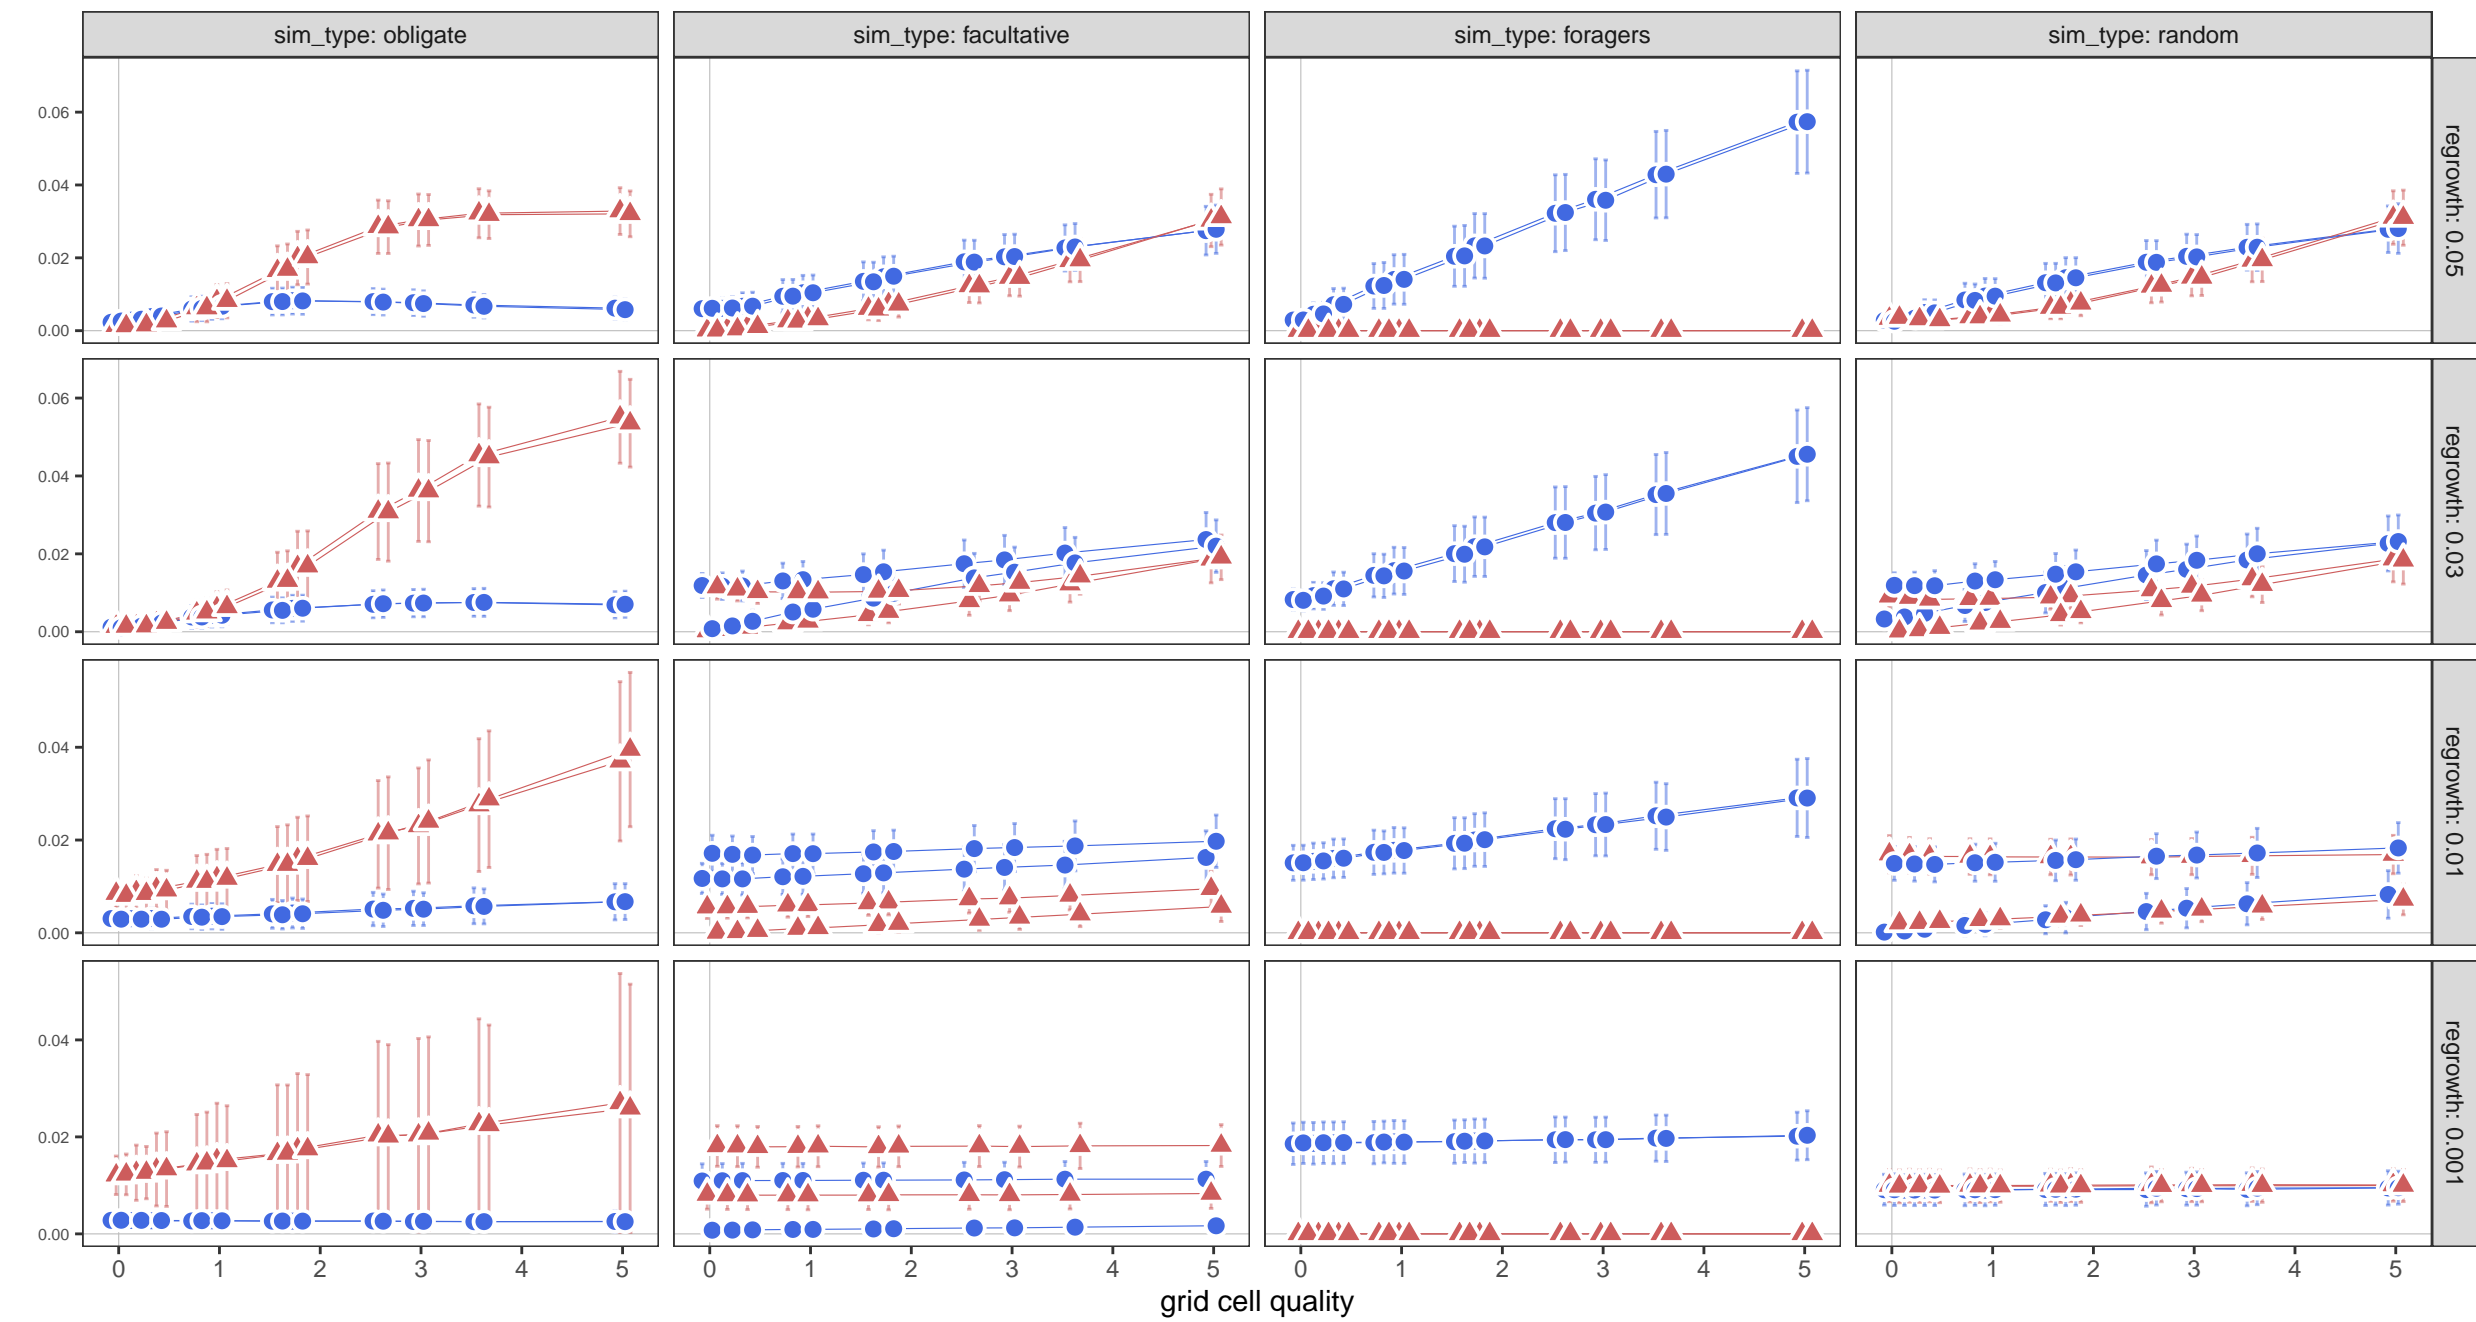 sim_type: obligate
sim_type: facultative
sim_type: foragers
sim_type: random
0.06
0.04
0.02
0.00
regrowth: 0.05
0.06
0.04
0.02
0.00
regrowth: 0.03
0.04
0.02
0.00
regrowth: 0.01
0.04
0.02
0.00
regrowth: 0.001
0 1 2 3 4 5
0 1 2 3 4 5
0 1 2 3 4 5
0 1 2 3 4 5
grid cell quality